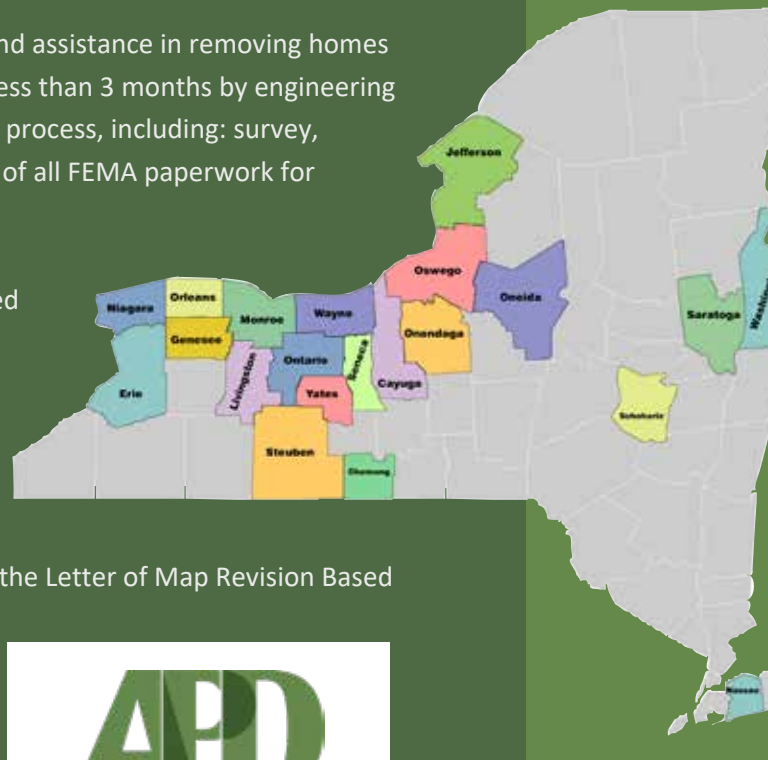 nd assistance in removing homes
ess than 3 months by engineering
process, including: survey,
of all FEMA paperwork for
ed
the Letter of Map Revision Based
Jefferson
Oswego
Oneida
Niagara
Orleans
Monroe
Wayne
Genesee
Onondaga
Ontario
Seneca
Livingston
Cayuga
Erie
Yates
Steuben
Chemung
Saratoga
Washin
Schoharie
Nassau
APD